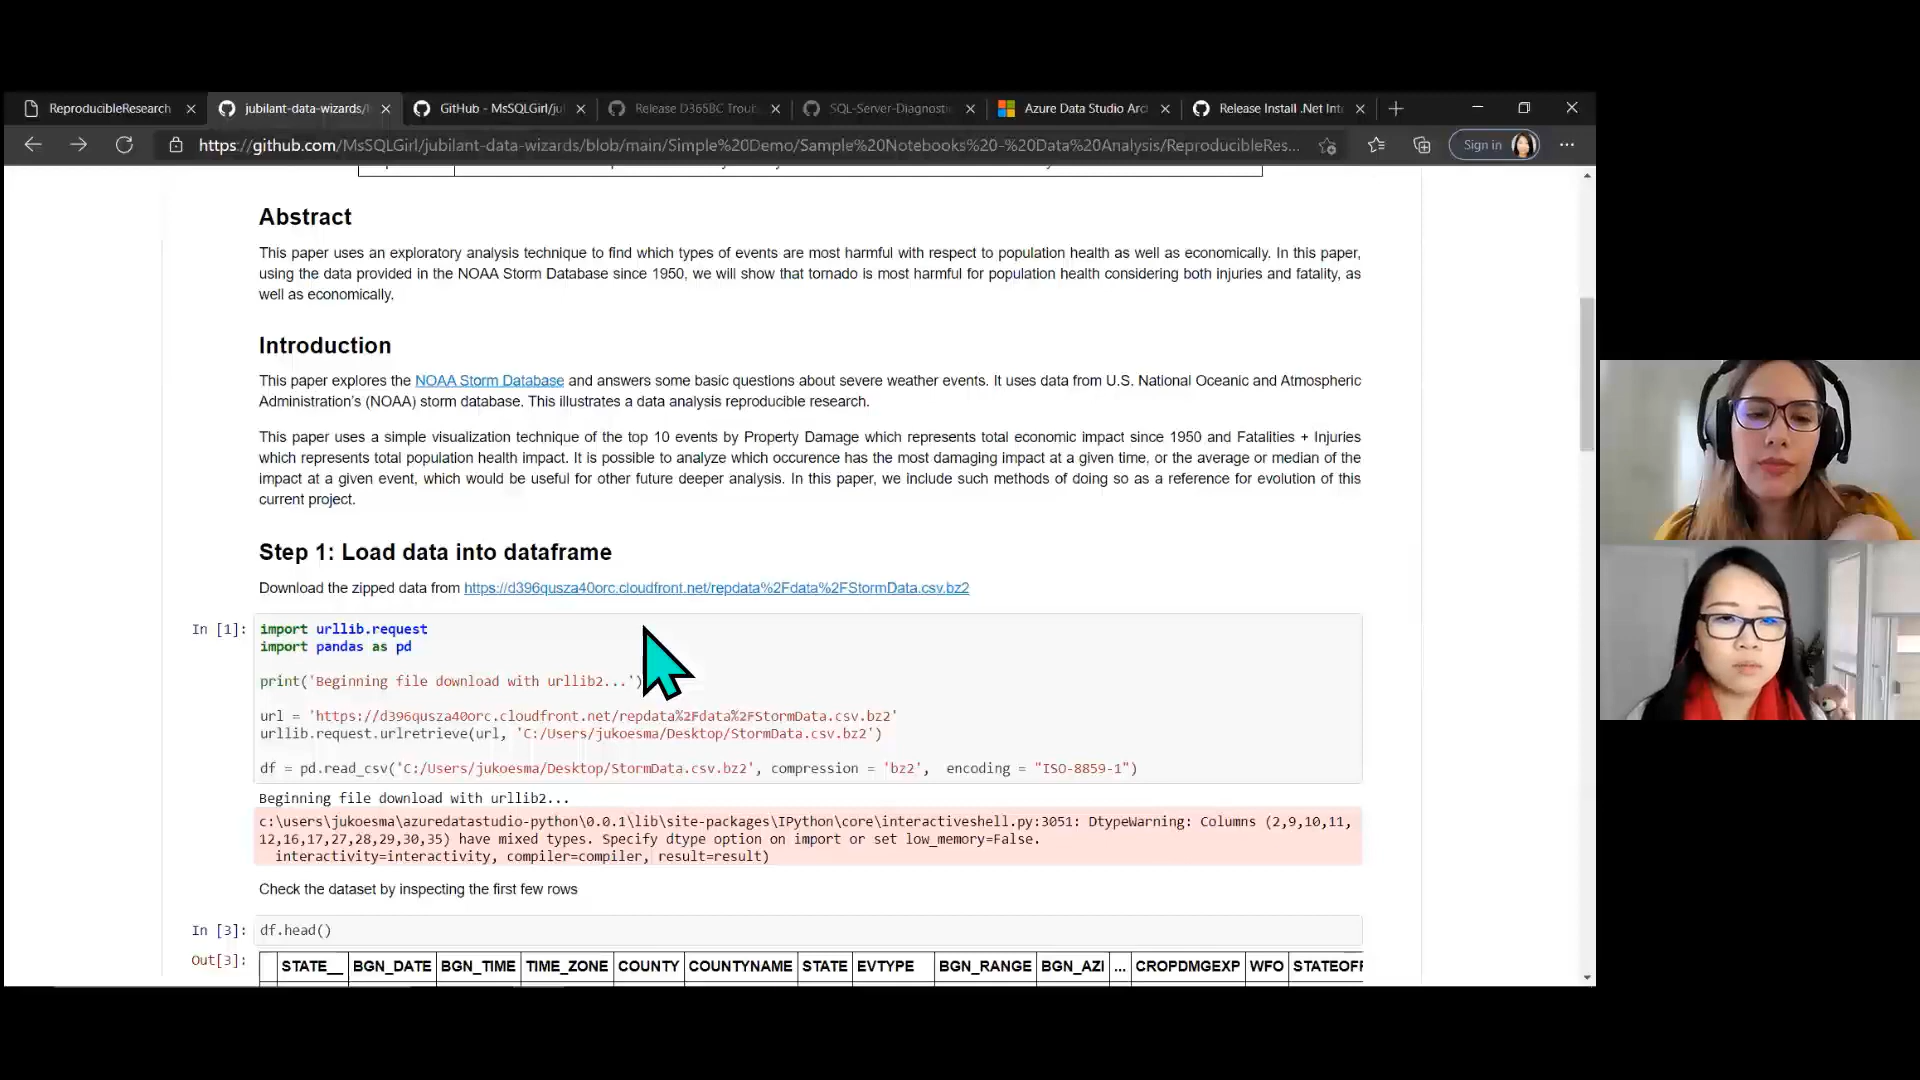 ReproducibleResearch
jubilant-data-wizards/
GitHub - MsSQLGirl/ju
Release D365BC Troub
SQL-Server-Diagnosti
Azure Data Studio Arc
Release Install .Net Int
https://github.com/MsSQLGirl/jubilant-data-wizards/blob/main/Simple%20Demo/Sample%20Notebooks%20-%20Data%20Analysis/ReproducibleRes...
Sign in
Abstract
This paper uses an exploratory analysis technique to find which types of events are most harmful with respect to population health as well as economically. In this paper,
using the data provided in the NOAA Storm Database since 1950, we will show that tornado is most harmful for population health considering both injuries and fatality, as
well as economically.
Introduction
This paper explores the NOAA Storm Database and answers some basic questions about severe weather events. It uses data from U.S. National Oceanic and Atmospheric
Administration's (NOAA) storm database. This illustrates a data analysis reproducible research.
This paper uses a simple visualization technique of the top 10 events by Property Damage which represents total economic impact since 1950 and Fatalities + Injuries
which represents total population health impact. It is possible to analyze which occurence has the most damaging impact at a given time, or the average or median of the
impact at a given event, which would be useful for other future deeper analysis. In this paper, we include such methods of doing so as a reference for evolution of this
current project.
Step 1: Load data into dataframe
Download the zipped data from https://d396qusza40orc.cloudfront.net/repdata%2Fdata%2FStormData.csv.bz2
In [1]: import urllib.request
import pandas as pd
print('Beginning file download with urllib2...')
url = 'https://d396qusza40orc.cloudfront.net/repdata%2Fdata%2FStormData.csv.bz2'
urllib.request.urlretrieve(url, 'C:/Users/jukoesma/Desktop/StormData.csv.bz2')
df = pd.read_csv('C:/Users/jukoesma/Desktop/StormData.csv.bz2', compression = 'bz2', encoding = "ISO-8859-1")
Beginning file download with urllib2...
c:\users\jukoesma\azuredatastudio-python\0.0.1\lib\site-packages\IPython\core\interactiveshell.py:3051: DtypeWarning: Columns (2,9,10,11,
12,16,17,27,28,29,30,35) have mixed types. Specify dtype option on import or set low_memory=False.
interactivity=interactivity, compiler=compiler, result=result)
Check the dataset by inspecting the first few rows
In [3]: df.head()
Out[3]: STATE__ BGN_DATE BGN_TIME TIME_ZONE COUNTY COUNTYNAME STATE EVTYPE BGN_RANGE BGN_AZI ... CROPDMGEXP WFO STATEOFF